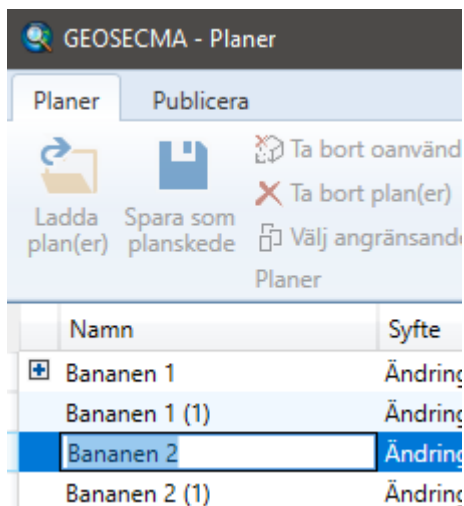 GEOSECMA - Planer
Planer Publicera
Ladda plan(er)
Spara som planskede
Ta bort oanvänd
Ta bort plan(er)
Välj angränsande
Planer
Namn Syfte
Bananen 1 Ändring
Bananen 1 (1) Ändring
Bananen 2 Ändring
Bananen 2 (1) Ändring